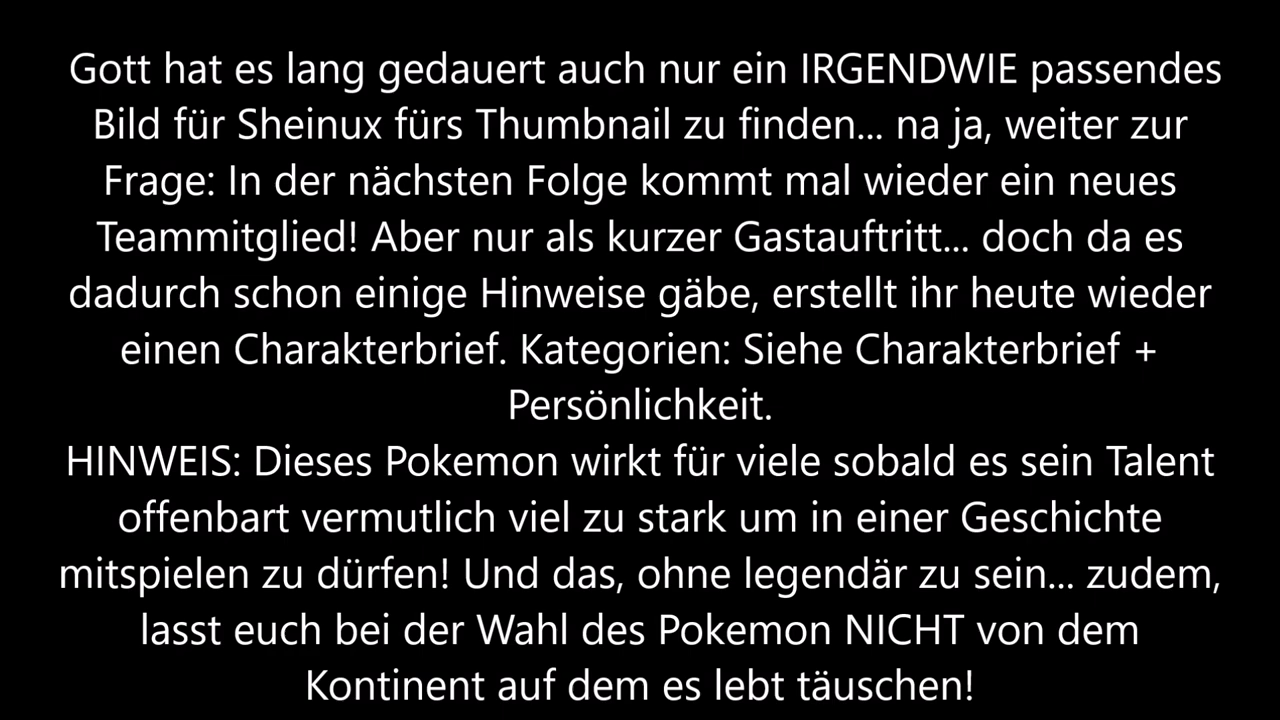 Gott hat es lang gedauert auch nur ein IRGENDWIE passendes
Bild für Sheinux fürs Thumbnail zu finden... na ja, weiter zur
Frage: In der nächsten Folge kommt mal wieder ein neues
Teammitglied! Aber nur als kurzer Gastauftritt... doch da es
dadurch schon einige Hinweise gäbe, erstellt ihr heute wieder
einen Charakterbrief. Kategorien: Siehe Charakterbrief +
Persönlichkeit.
HINWEIS: Dieses Pokemon wirkt für viele sobald es sein Talent
offenbart vermutlich viel zu stark um in einer Geschichte
mitspielen zu dürfen! Und das, ohne legendär zu sein... zudem,
lasst euch bei der Wahl des Pokemon NICHT von dem
Kontinent auf dem es lebt täuschen!